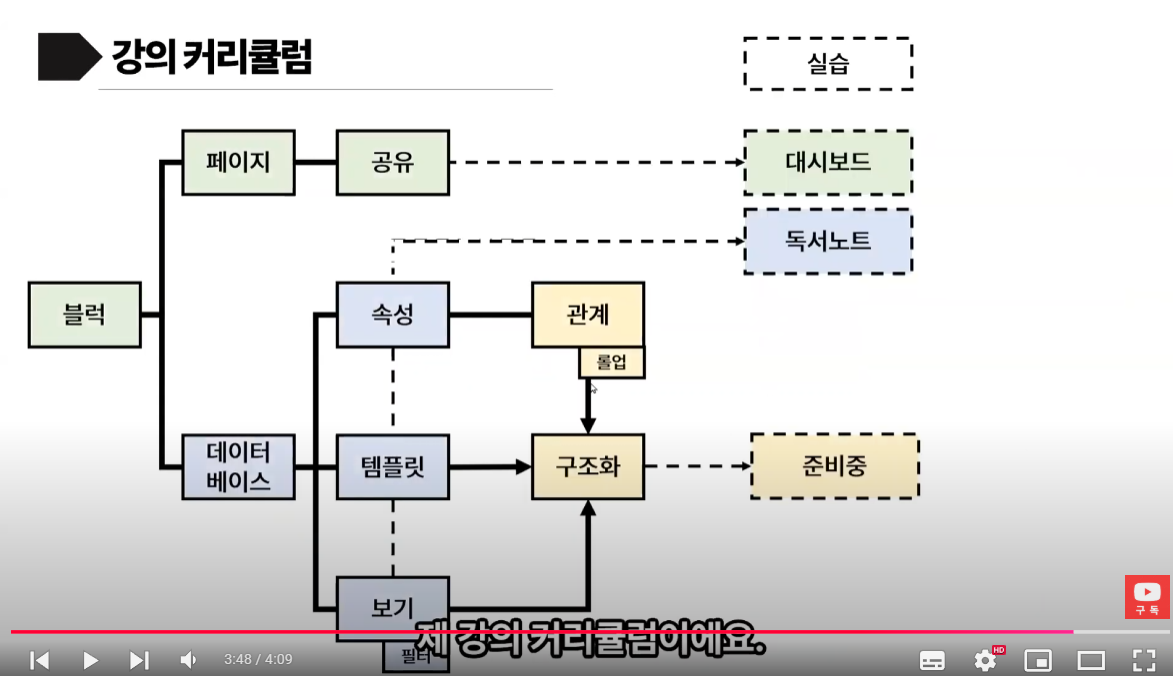 강의 커리큘럼
실습
페이지
공유
대시보드
독서노트
블럭
속성
관계
롤업
데이터
베이스
템플릿
구조화
준비중
보기
필터
제 강의 커리큘럼이에요.
구독
3:48 / 4:09
HD